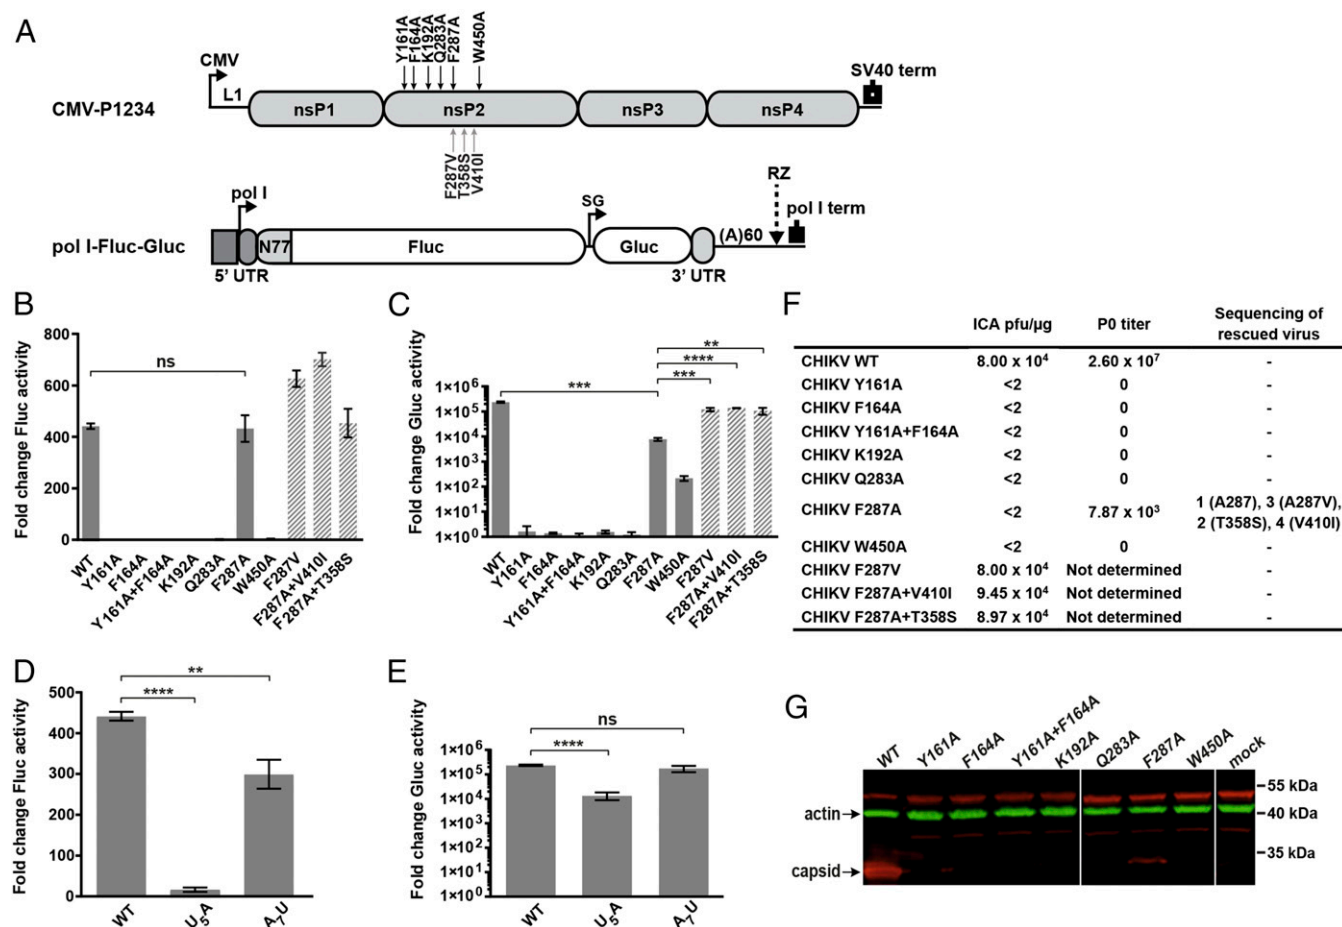 A
CMV
L1
Y161A
F164A
K192A
Q283A
F287A
W450A
SV40 term
CMV-P1234
nsP1
nsP2
nsP3
nsP4
F287V
T358S
V410I
RZ
pol I
SG
pol I term
pol I-Fluc-Gluc
N77
Fluc
Gluc
(A)60
5' UTR
3' UTR
B
Fold change Fluc activity
800
600
400
200
0
ns
WT
Y161A
F164A
Y161A+F164A
K192A
Q283A
F287A
W450A
F287V
F287A+V410I
F287A+T358S
C
Fold change Gluc activity
1×10⁶
1×10⁵
1×10⁴
1×10³
1×10²
1×10¹
1×10⁰
**
****
***
***
WT
Y161A
F164A
Y161A+F164A
K192A
Q283A
F287A
W450A
F287V
F287A+V410I
F287A+T358S
F
ICA pfu/µg P0 titer Sequencing of
rescued virus
CHIKV WT 8.00 x 10⁴ 2.60 x 10⁷ -
CHIKV Y161A <2 0 -
CHIKV F164A <2 0 -
CHIKV Y161A+F164A <2 0 -
CHIKV K192A <2 0 -
CHIKV Q283A <2 0 -
CHIKV F287A <2 7.87 x 10³ 1 (A287), 3 (A287V),
2 (T358S), 4 (V410I)
CHIKV W450A <2 0 -
CHIKV F287V 8.00 x 10⁴ Not determined -
CHIKV F287A+V410I 9.45 x 10⁴ Not determined -
CHIKV F287A+T358S 8.97 x 10⁴ Not determined -
D
Fold change Fluc activity
500
400
300
200
100
0
**
****
WT
U₅A
A₇U
E
Fold change Gluc activity
1×10⁶
1×10⁵
1×10⁴
1×10³
1×10²
1×10¹
1×10⁰
ns
****
WT
U₅A
A₇U
G
WT
Y161A
F164A
Y161A+F164A
K192A
Q283A
F287A
W450A
mock
55 kDa
actin
40 kDa
35 kDa
capsid